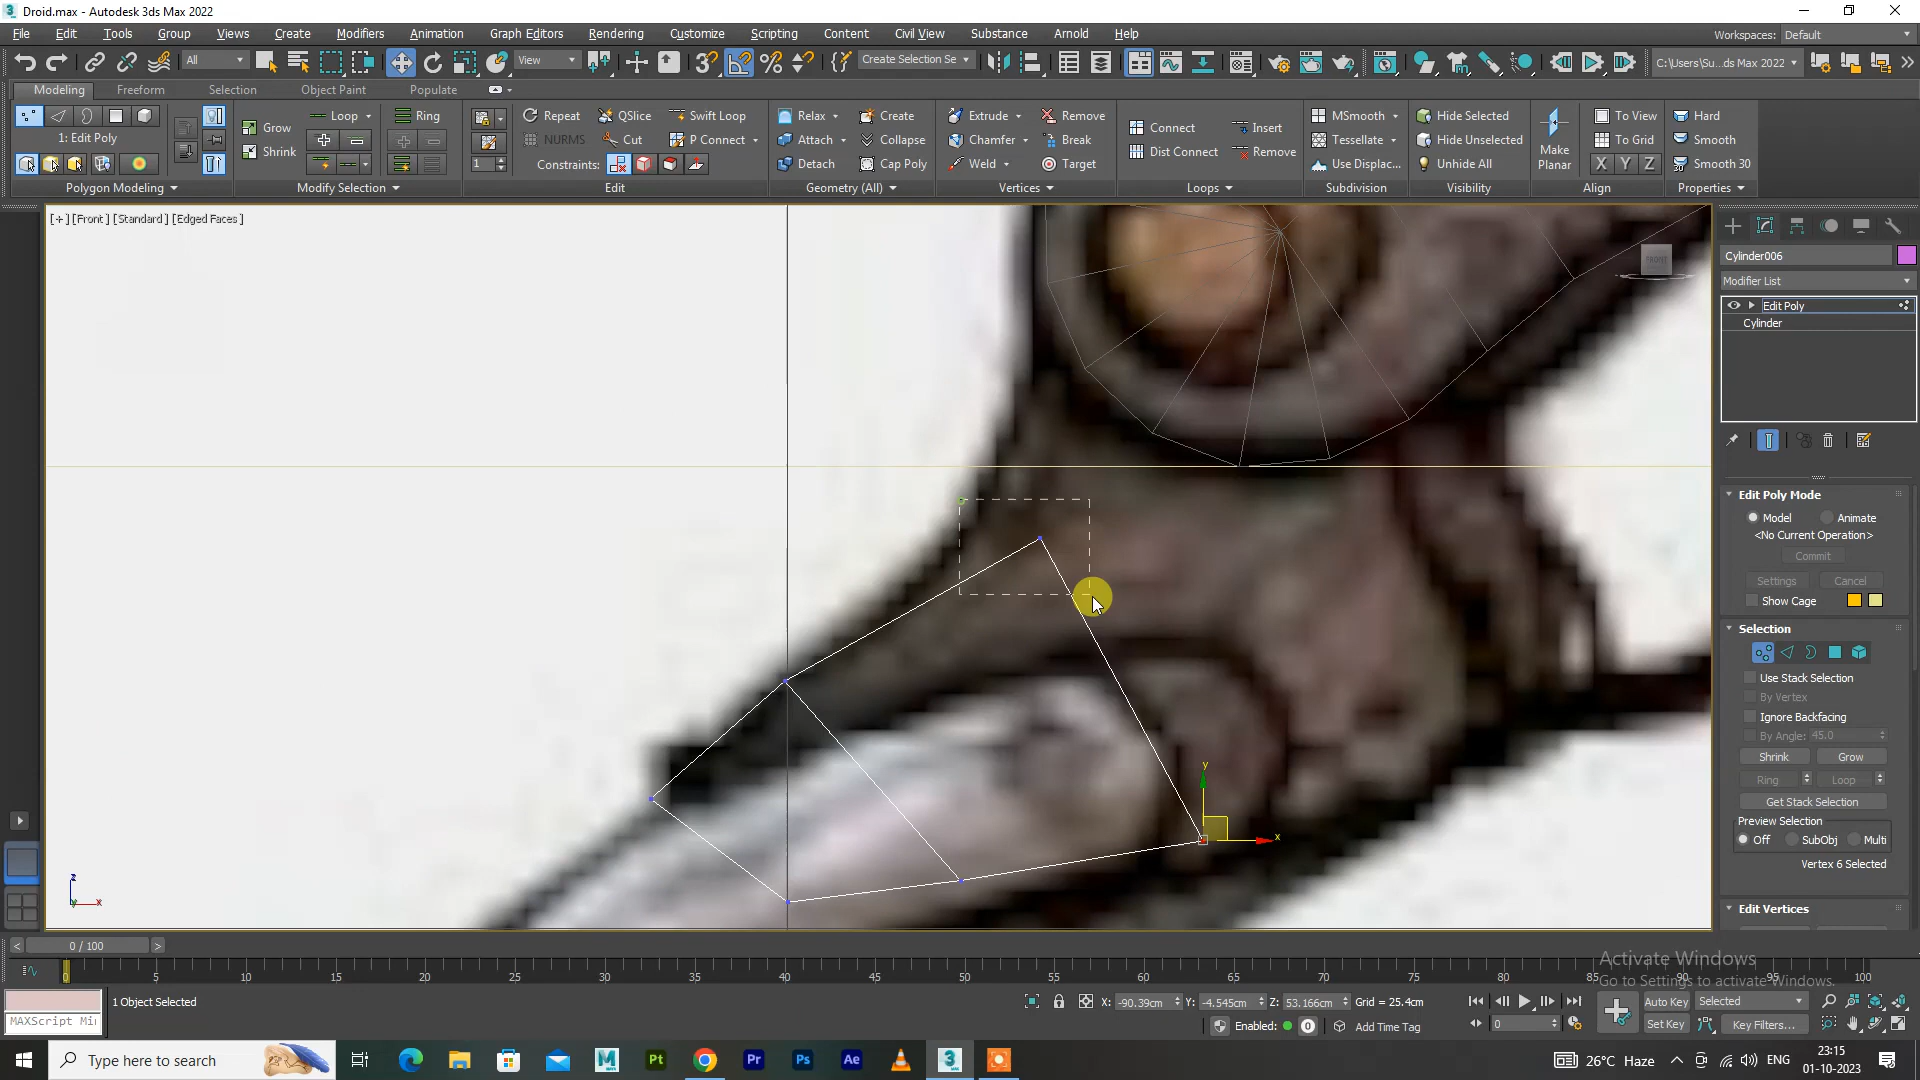 Droid.max - Autodesk 3ds Max 2022
File Edit Tools Group Views Create Modifiers Animation Graph Editors Rendering Customize Scripting Content Civil View Substance Arnold Help
Workspaces: Default
All View Create Selection Se C:\Users\Su...ds Max 2022
Modeling Freeform Selection Object Paint Populate
Loop Ring Repeat QSlice Swift Loop Relax Create Extrude Remove MSmooth Hide Selected To View Hard
1: Edit Poly Grow NURMS Cut P Connect Attach Collapse Chamfer Break Connect Insert Tessellate Hide Unselected Make Planar To Grid Smooth
Shrink 1 Constraints: Detach Cap Poly Weld Target Dist Connect Remove Use Displac... Unhide All X Y Z Smooth 30
Polygon Modeling Modify Selection Edit Geometry (All) Vertices Loops Subdivision Visibility Align Properties
[+] [Front] [Standard] [Edged Faces]
Cylinder006
Modifier List
Edit Poly
Cylinder
Edit Poly Mode
Model Animate
<No Current Operation>
Commit
Settings Cancel
Show Cage
Selection
Use Stack Selection
By Vertex
Ignore Backfacing
By Angle: 45.0
Shrink Grow
Ring Loop
Get Stack Selection
Preview Selection
Off SubObj Multi
Vertex 6 Selected
Edit Vertices
y
x
z
x
0 / 100
0 5 10 15 20 25 30 35 40 45 50 55 60 65 70 75 80 85 90 95 100
Activate Windows
Go to Settings to activate Windows.
1 Object Selected X: -90.39cm Y: -4.545cm Z: 53.166cm Grid = 25.4cm Auto Key Selected
MAXScript Mi Enabled: 0 Add Time Tag 0 Set Key Key Filters...
Type here to search 26°C Haze ENG 23:15
01-10-2023